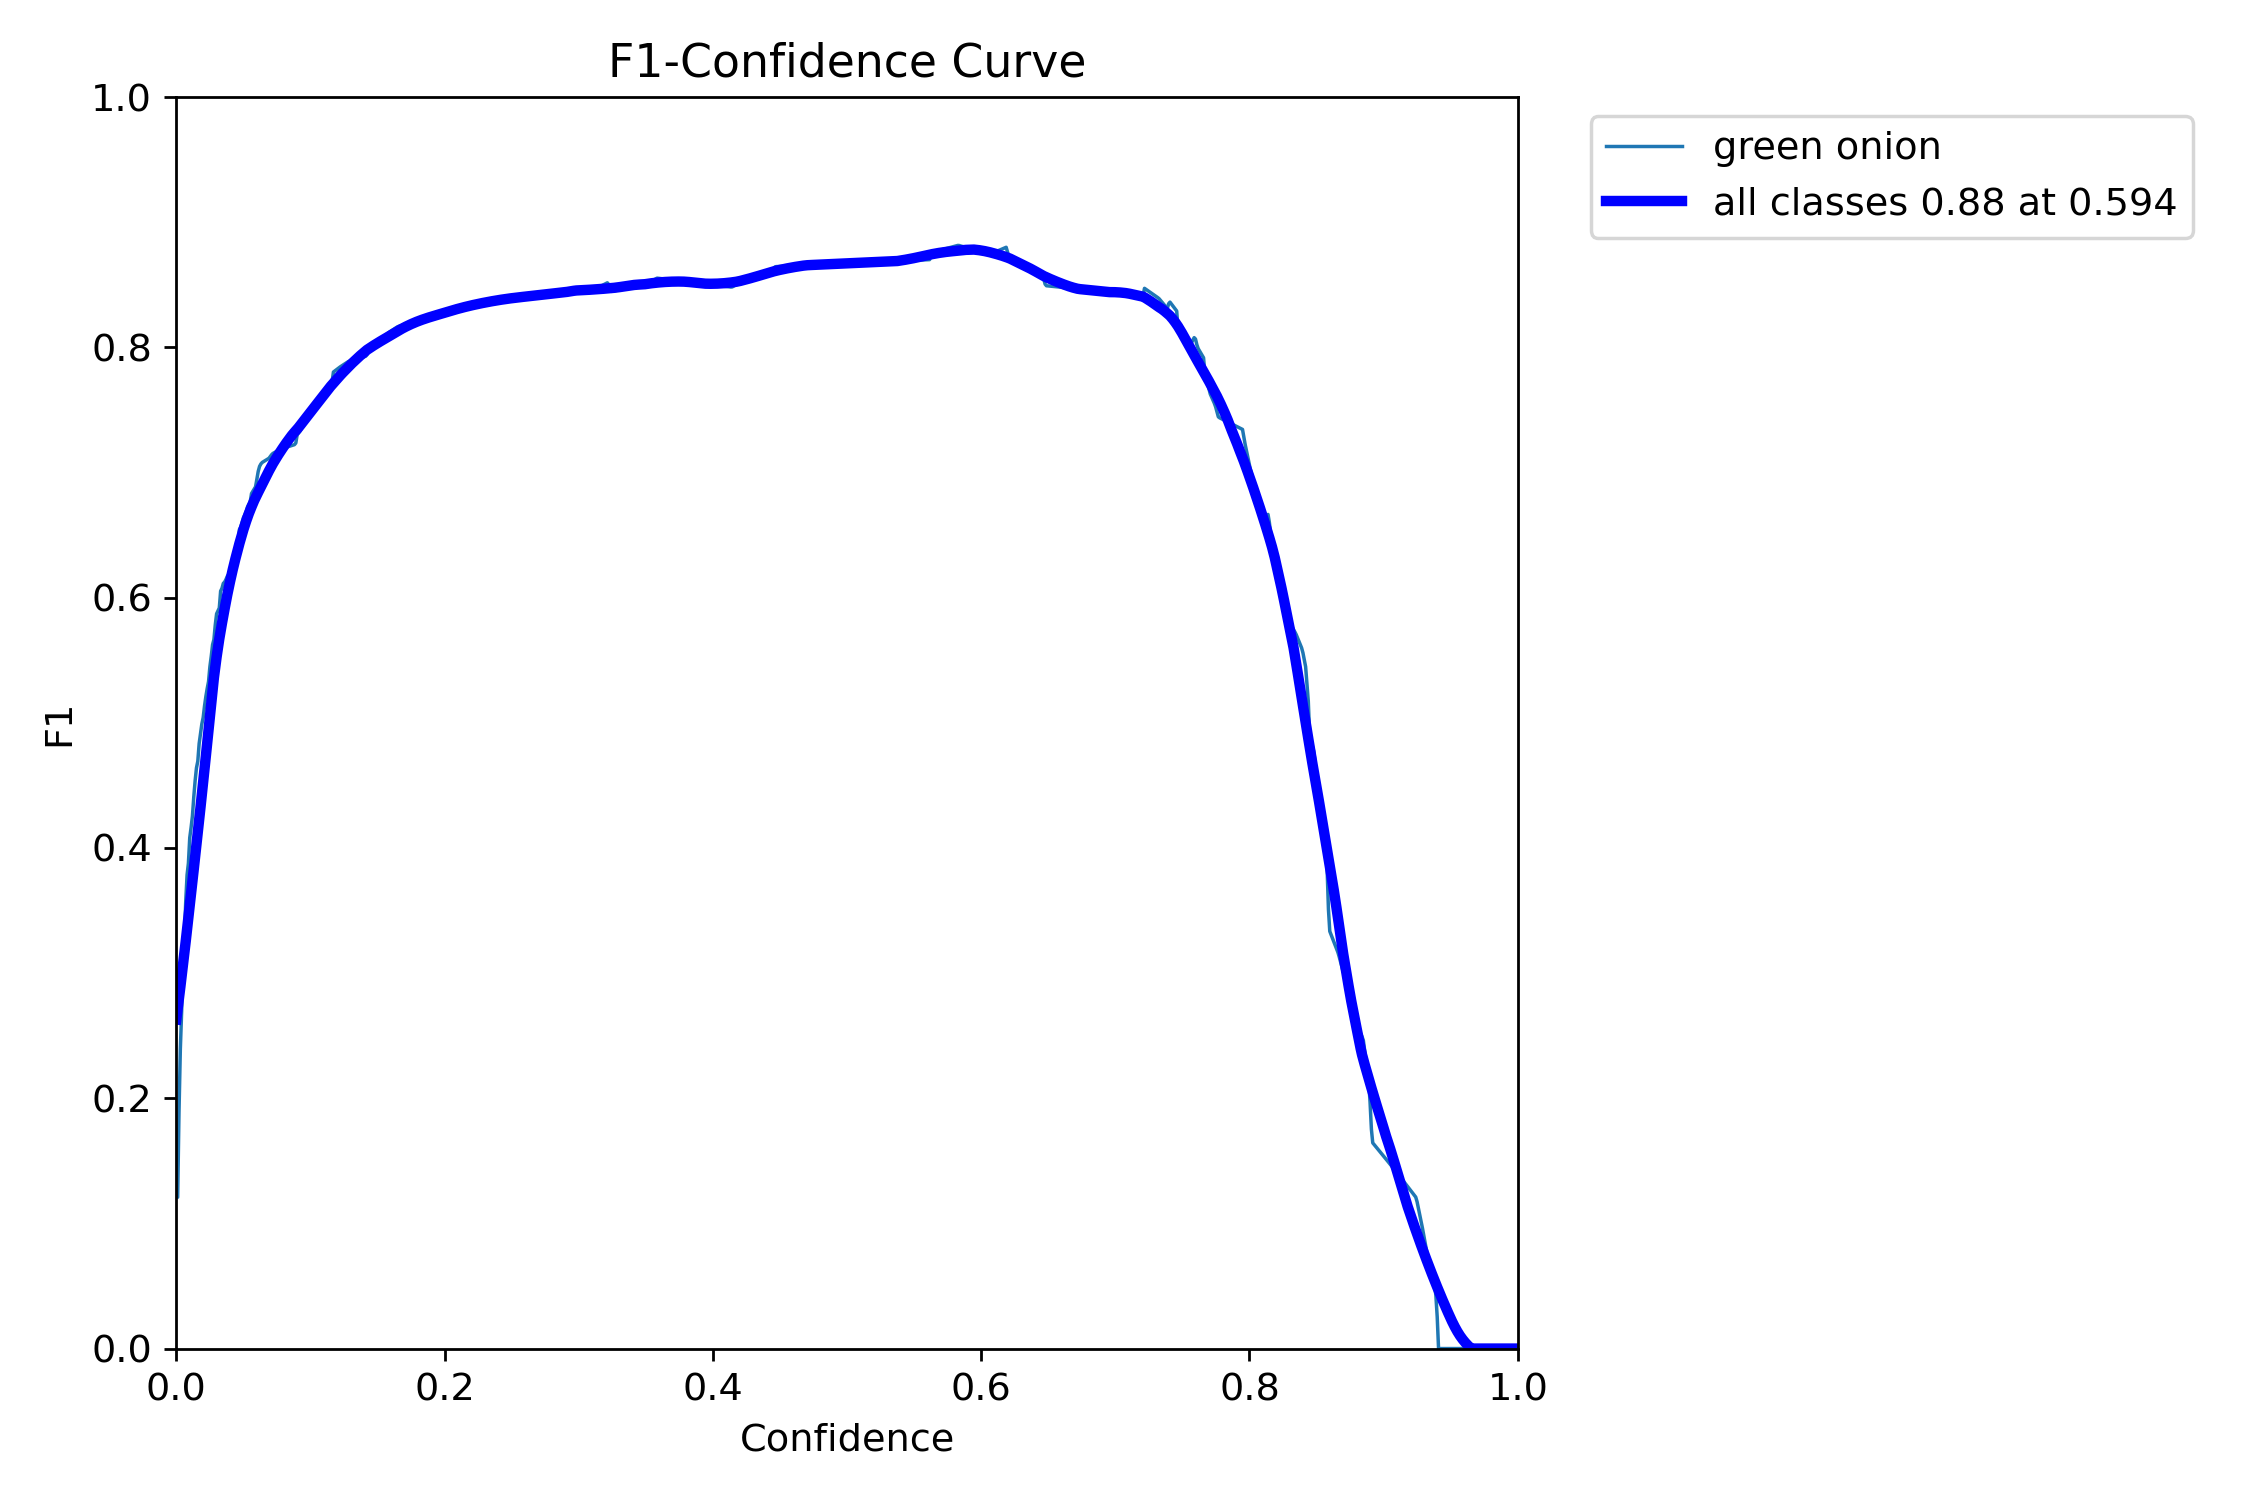 F1-Confidence Curve
1.0
0.8
0.6
0.4
0.2
0.0
F1
0.0 0.2 0.4 0.6 0.8 1.0
Confidence
green onion
all classes 0.88 at 0.594